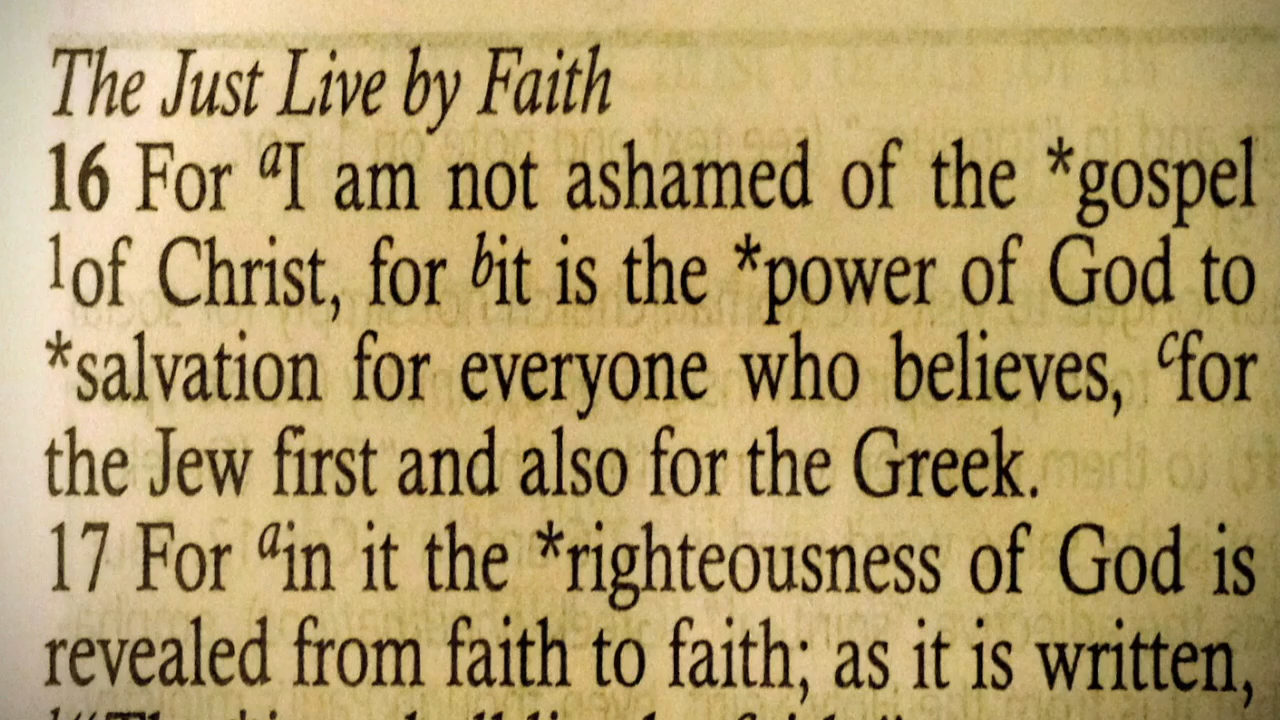 The Just Live by Faith
16 For aI am not ashamed of the *gospel
1of Christ, for bit is the *power of God to
*salvation for everyone who believes, cfor
the Jew first and also for the Greek.
17 For ain it the *righteousness of God is
revealed from faith to faith; as it is written,